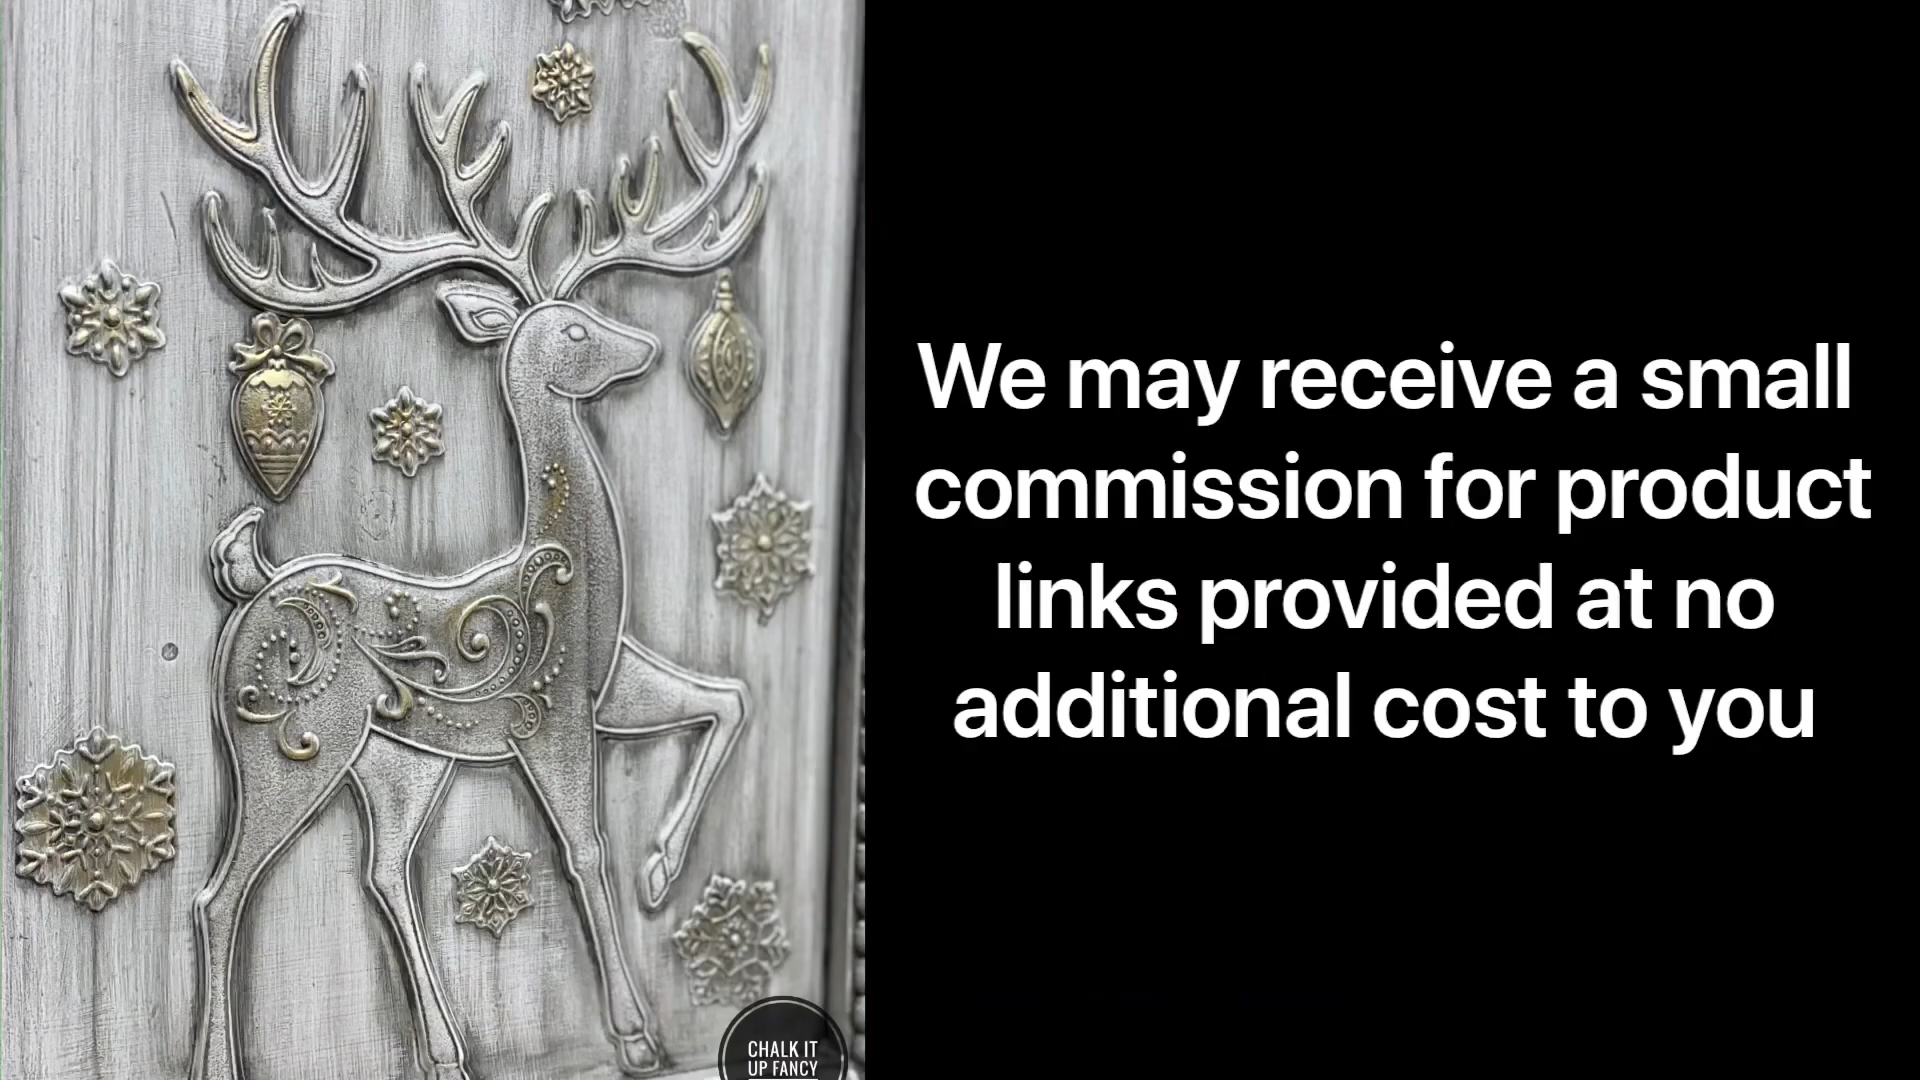 We may receive a small
commission for product
links provided at no
additional cost to you
CHALK IT
UP FANCY